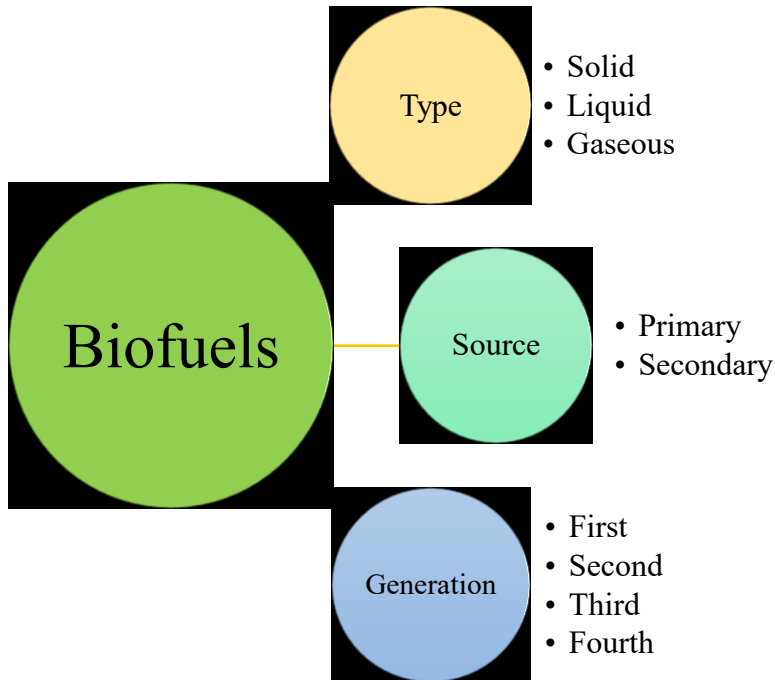 Biofuels
Type
• Solid
• Liquid
• Gaseous
Source
• Primary
• Secondary
Generation
• First
• Second
• Third
• Fourth